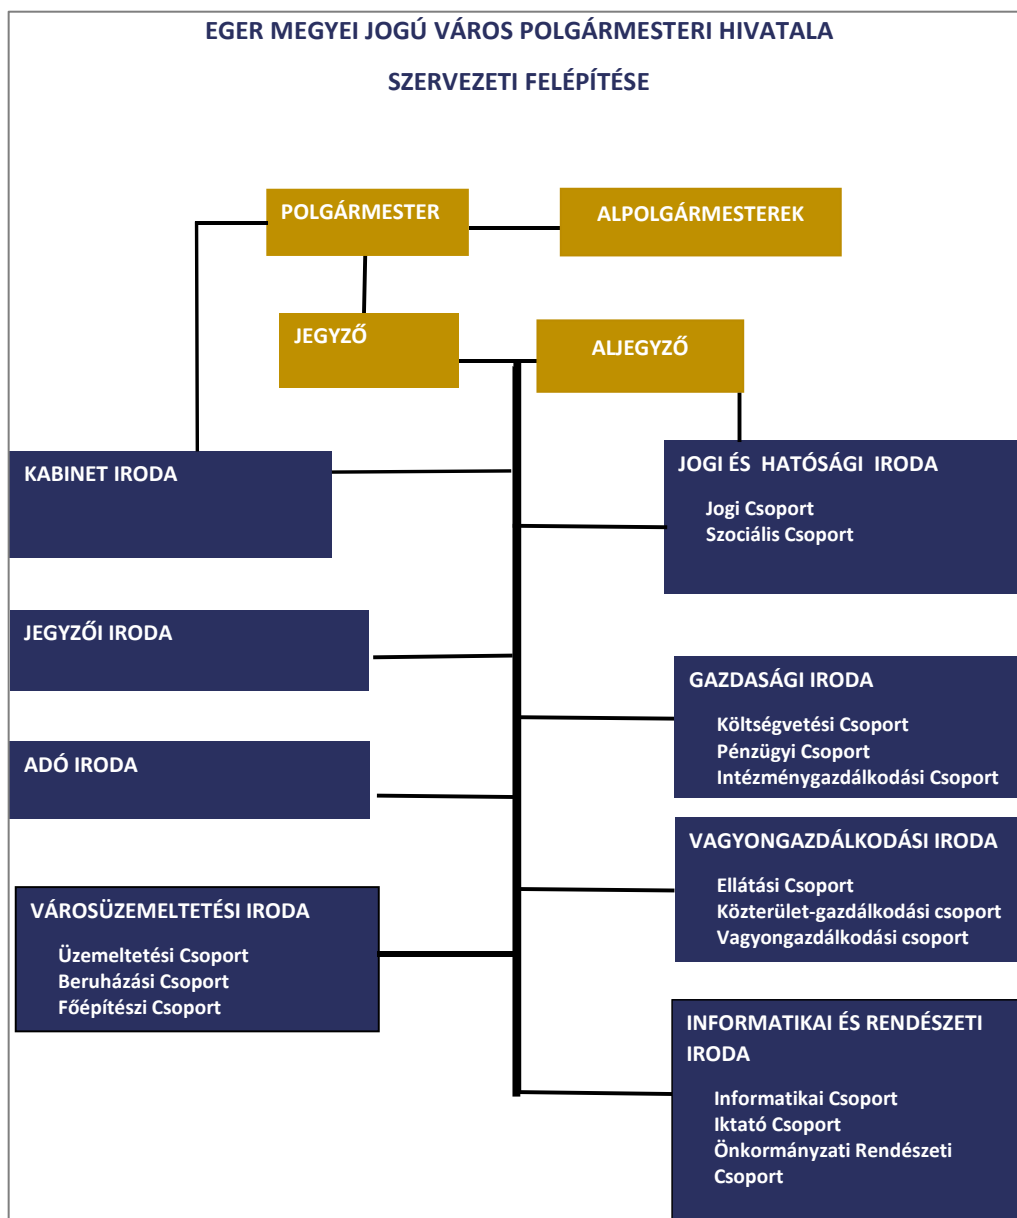 EGER MEGYEI JOGÚ VÁROS POLGÁRMESTERI HIVATALA
SZERVEZETI FELÉPÍTÉSE
POLGÁRMESTER
ALPOLGÁRMESTEREK
JEGYZŐ
ALJEGYZŐ
KABINET IRODA
JOGI ÉS HATÓSÁGI IRODA
Jogi Csoport
Szociális Csoport
JEGYZŐI IRODA
GAZDASÁGI IRODA
Költségvetési Csoport
Pénzügyi Csoport
Intézménygazdálkodási Csoport
ADÓ IRODA
VAGYONGAZDÁLKODÁSI IRODA
Ellátási Csoport
Közterület-gazdálkodási csoport
Vagyongazdálkodási csoport
VÁROSÜZEMELTETÉSI IRODA
Üzemeltetési Csoport
Beruházási Csoport
Főépítészi Csoport
INFORMATIKAI ÉS RENDÉSZETI
IRODA
Informatikai Csoport
Iktató Csoport
Önkormányzati Rendészeti
Csoport